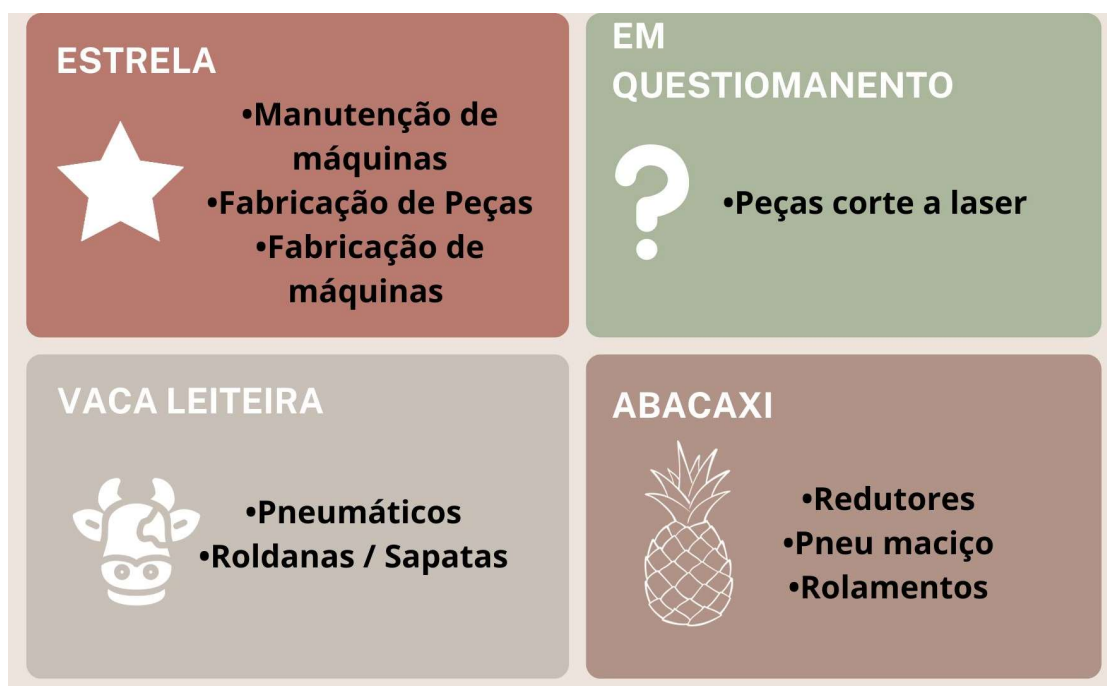 ESTRELA
•Manutenção de
máquinas
•Fabricação de Peças
•Fabricação de
máquinas
EM
QUESTIOMANENTO
•Peças corte a laser
VACA LEITEIRA
•Pneumáticos
•Roldanas / Sapatas
ABACAXI
•Redutores
•Pneu maciço
•Rolamentos